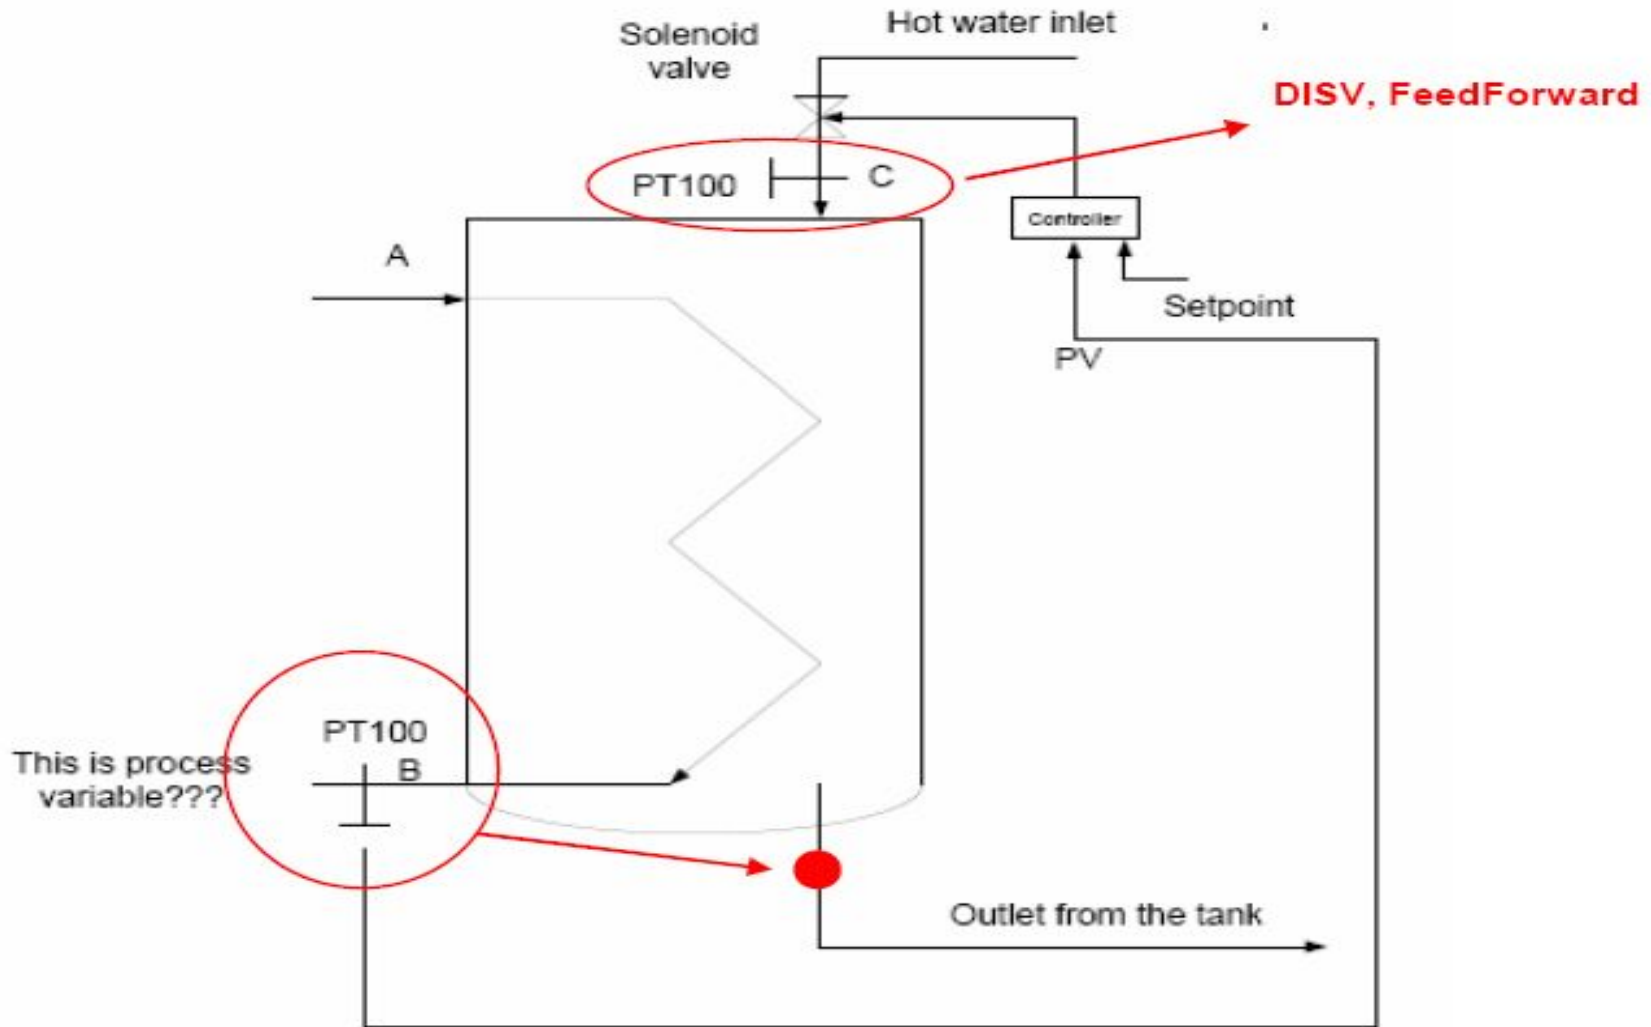 Hot water inlet
Solenoid
valve
DISV, FeedForward
PT100
C
Controller
A
Setpoint
PV
PT100
B
This is process
variable???
Outlet from the tank